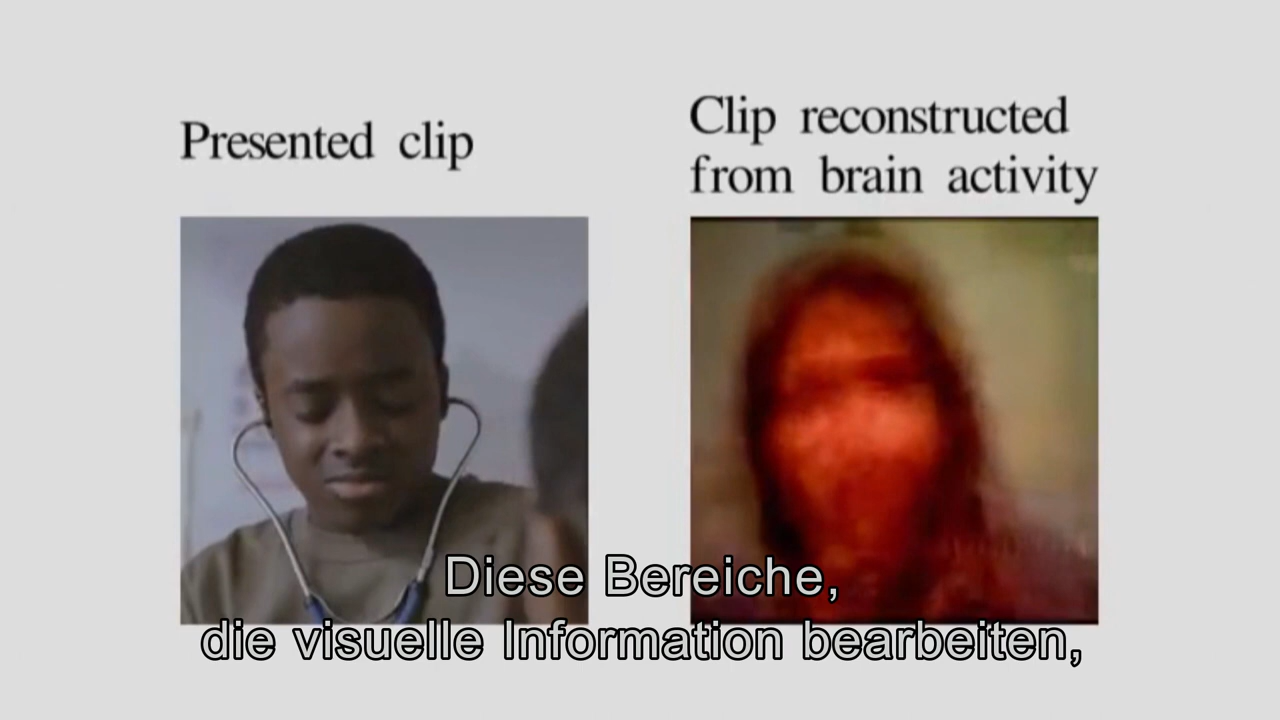 Presented clip
Clip reconstructed
from brain activity
Diese Bereiche,
die visuelle Information bearbeiten,